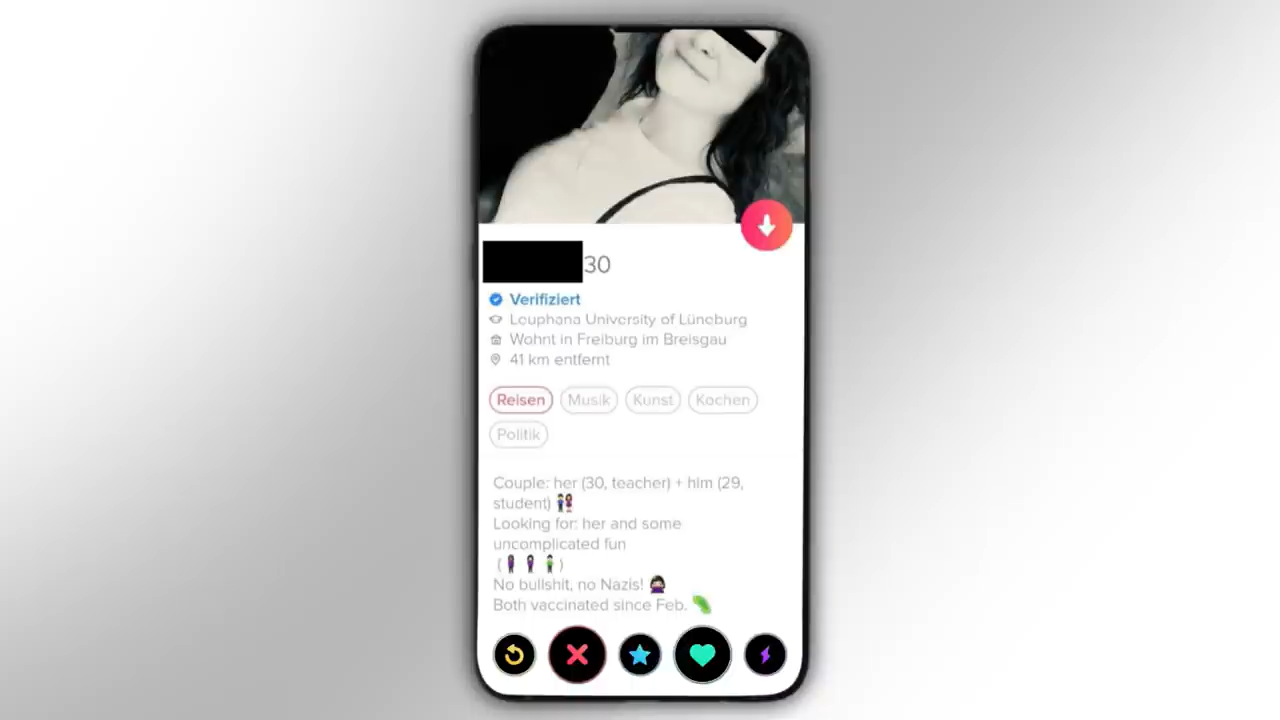 30
Verifiziert
Leuphana University of Lüneburg
Wohnt in Freiburg im Breisgau
41 km entfernt
Reisen Musik Kunst Kochen
Politik
Couple: her (30, teacher) + him (29,
student) 👫
Looking for: her and some
uncomplicated fun
(🧍🏿‍♀️🧍🏻‍♀️🧍🏻‍♂️)
No bullshit, no Nazis! 🙅🏻‍♀️
Both vaccinated since Feb. 🦠